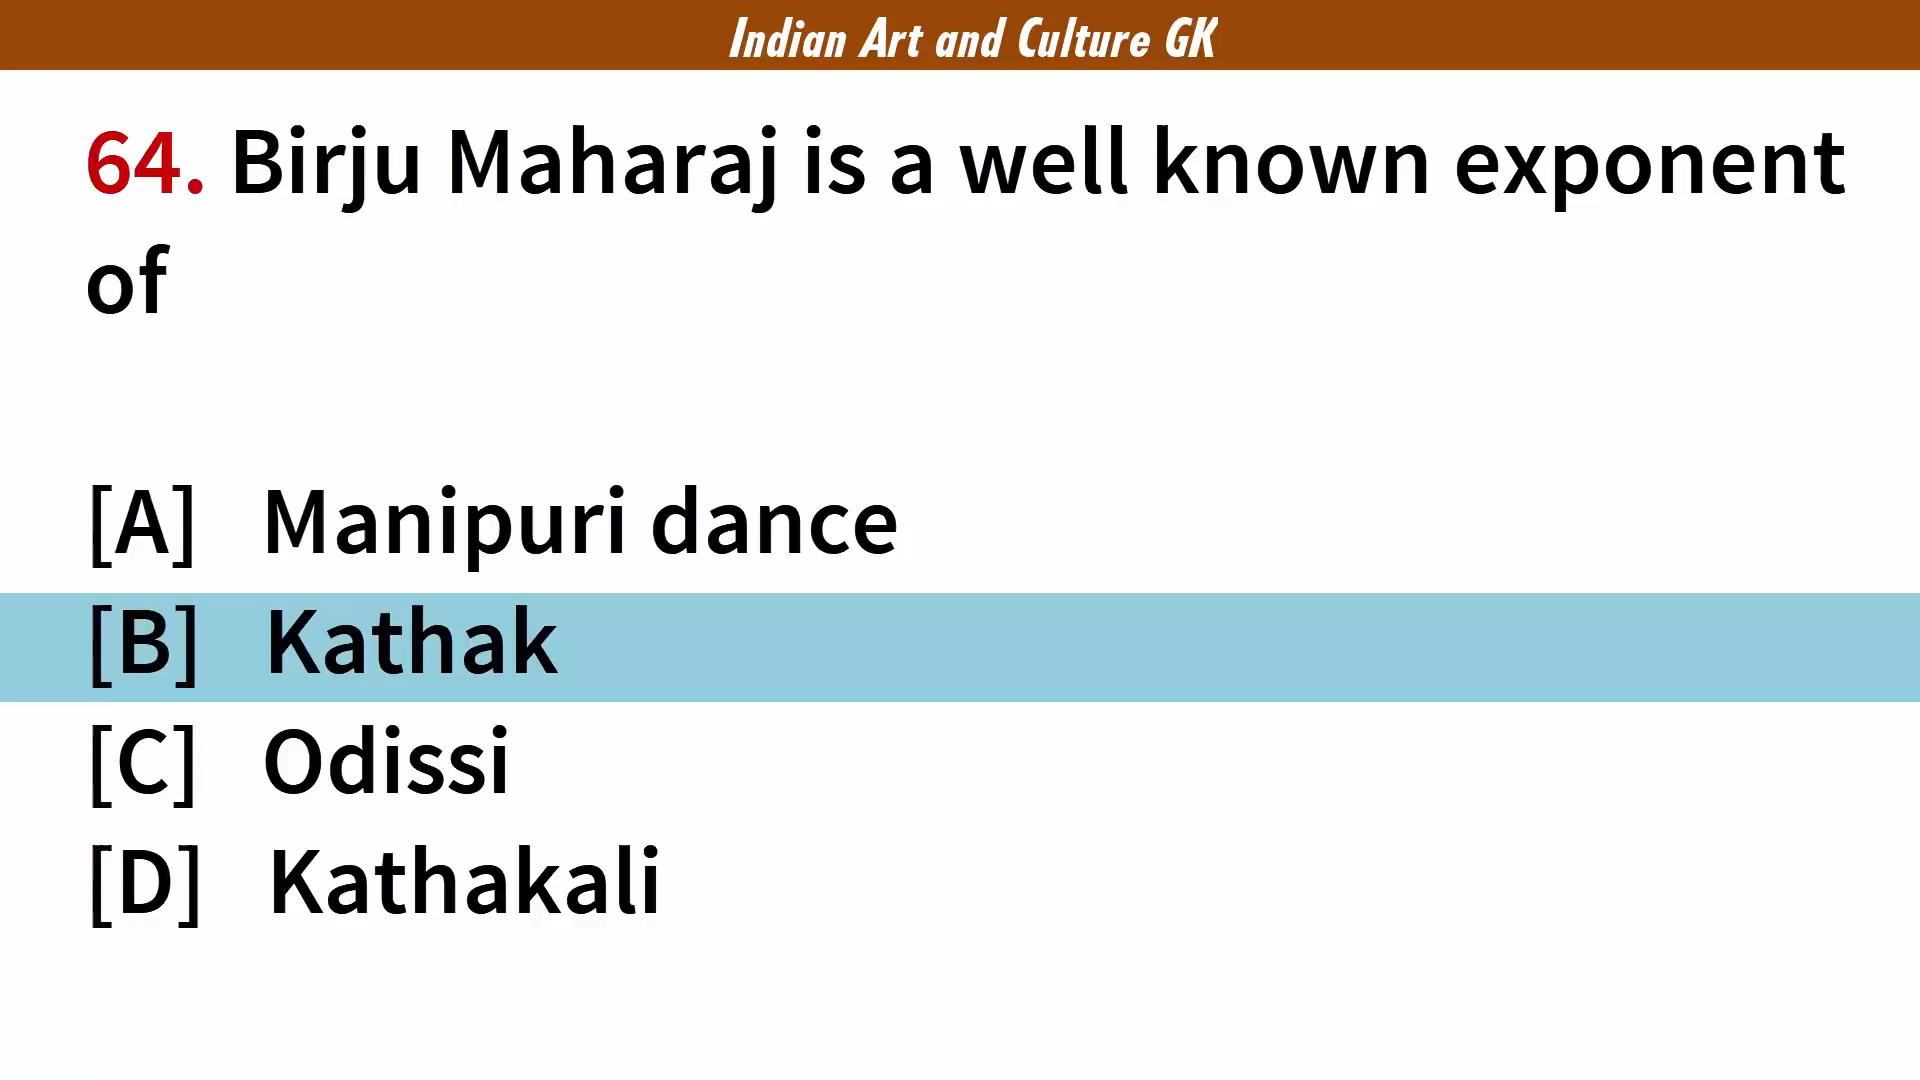 Indian Art and Culture GK
64. Birju Maharaj is a well known exponent
of
[A] Manipuri dance
[B] Kathak
[C] Odissi
[D] Kathakali